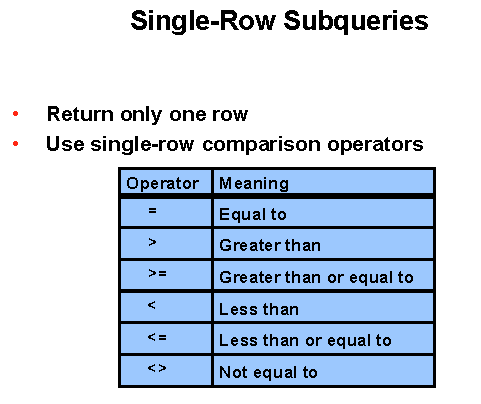 Single-Row Subqueries
• Return only one row
• Use single-row comparison operators
Operator Meaning
= Equal to
> Greater than
>= Greater than or equal to
< Less than
<= Less than or equal to
<> Not equal to